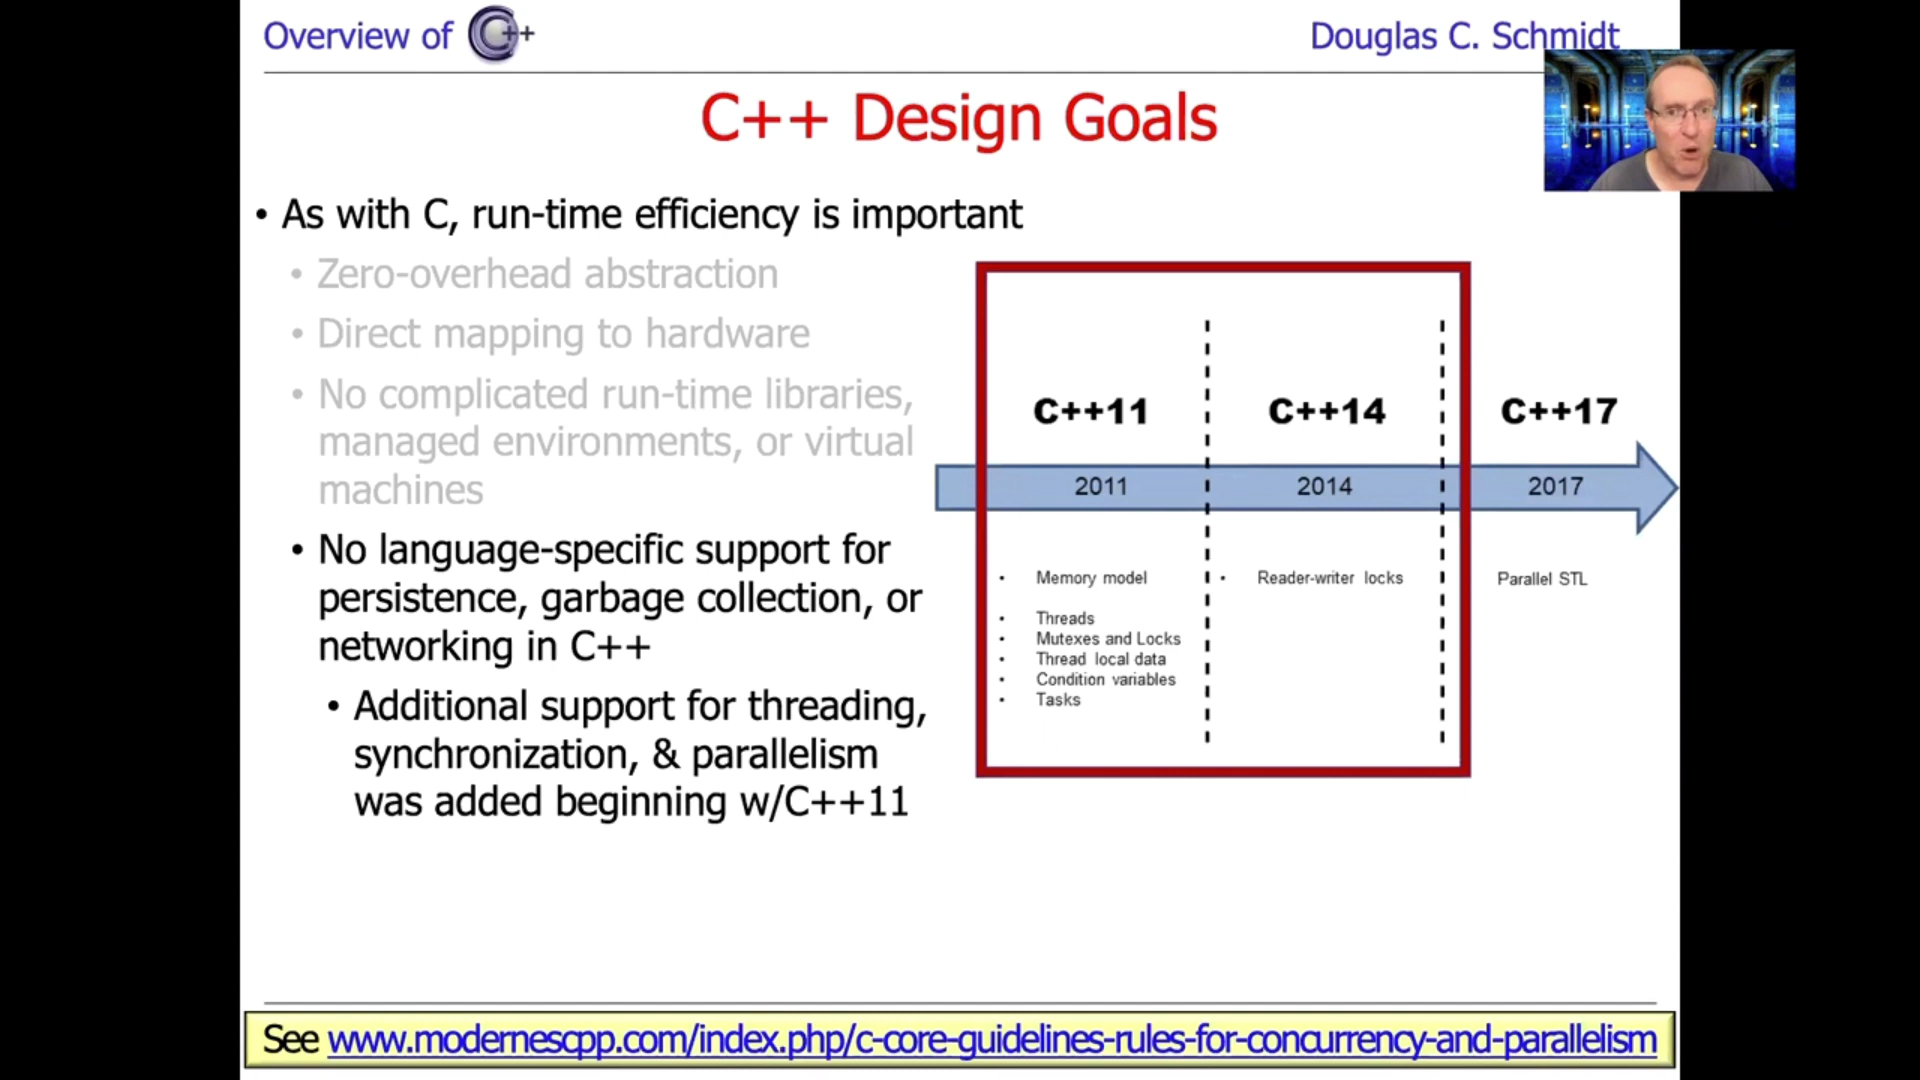 Overview of C++
Douglas C. Schmidt
C++ Design Goals
• As with C, run-time efficiency is important
• Zero-overhead abstraction
• Direct mapping to hardware
• No complicated run-time libraries,
managed environments, or virtual
machines
• No language-specific support for
persistence, garbage collection, or
networking in C++
• Additional support for threading,
synchronization, & parallelism
was added beginning w/C++11
C++11
C++14
C++17
2011
2014
2017
• Memory model
• Threads
• Mutexes and Locks
• Thread local data
• Condition variables
• Tasks
• Reader-writer locks
Parallel STL
See www.modernescpp.com/index.php/c-core-guidelines-rules-for-concurrency-and-parallelism